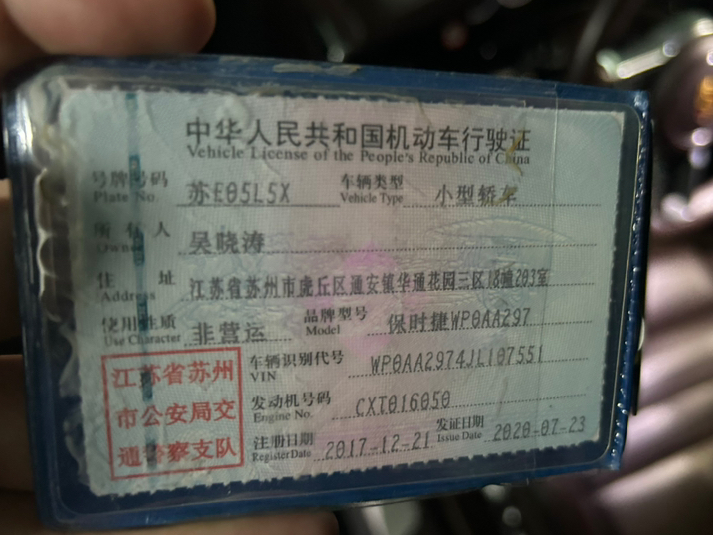 中华人民共和国机动车行驶证
Vehicle License of the People's Republic of China
号牌号码 苏E05L5X 车辆类型 小型轿车
Plate No. Vehicle Type
所有人 吴晓涛
Owner
住址 江苏省苏州市虎丘区通安镇华通花园三区18幢203室
Address
使用性质 非营运 品牌型号 保时捷WP0AA297
Use Character Model
江苏省苏州
市公安局交
通警察支队
车辆识别代号 WP0AA2974JL107551
VIN
发动机号码 CXT016050
Engine No.
注册日期 2017-12-21 发证日期 2020-07-23
Register Date Issue Date